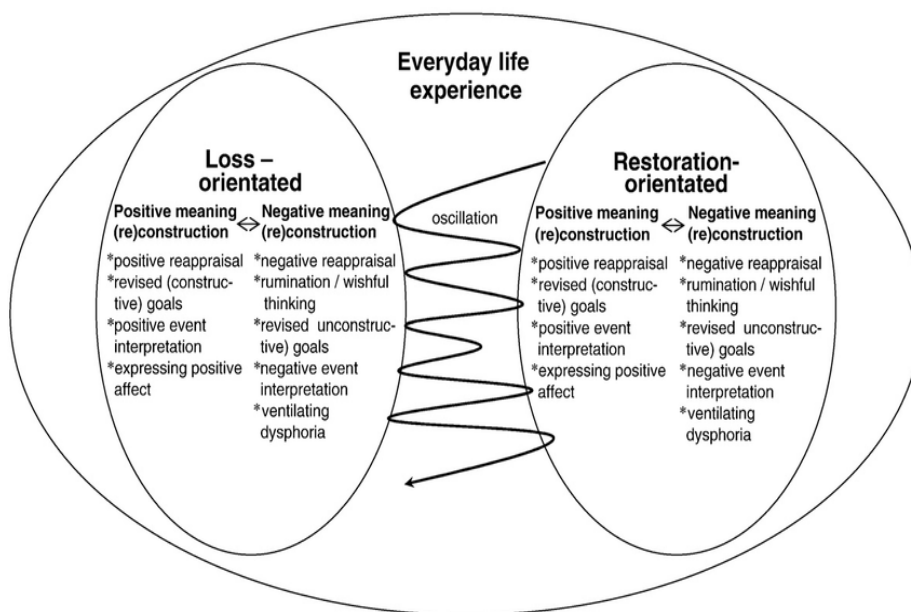 Everyday life
experience
Loss –
orientated
Positive meaning
(re)construction
Negative meaning
(re)construction
*positive reappraisal
*revised (construc-
tive) goals
*positive event
interpretation
*expressing positive
affect
*negative reappraisal
*rumination / wishful
thinking
*revised unconstruc-
tive) goals
*negative event
interpretation
*ventilating
dysphoria
oscillation
Restoration-
orientated
Positive meaning
(re)construction
Negative meaning
(re)construction
*positive reappraisal
*revised (construc-
tive) goals
*positive event
interpretation
*expressing positive
affect
*negative reappraisal
*rumination / wishful
thinking
*revised unconstruc-
tive) goals
*negative event
interpretation
*ventilating
dysphoria